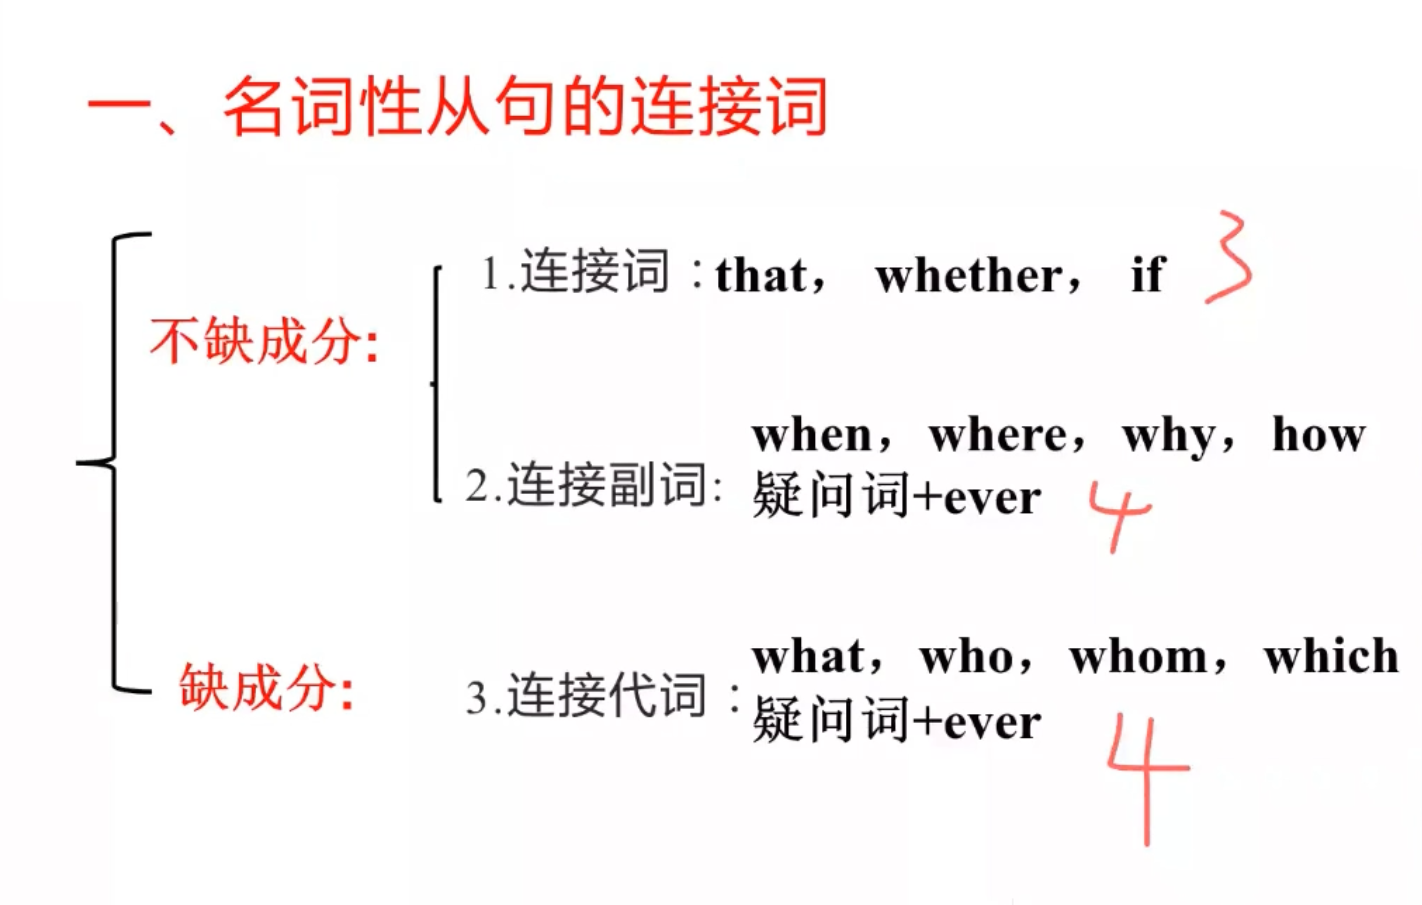 一、名词性从句的连接词
不缺成分:
1.连接词：that， whether， if 3
2.连接副词: when，where，why，how
疑问词+ever 4
缺成分:
3.连接代词： what，who，whom，which
疑问词+ever 4